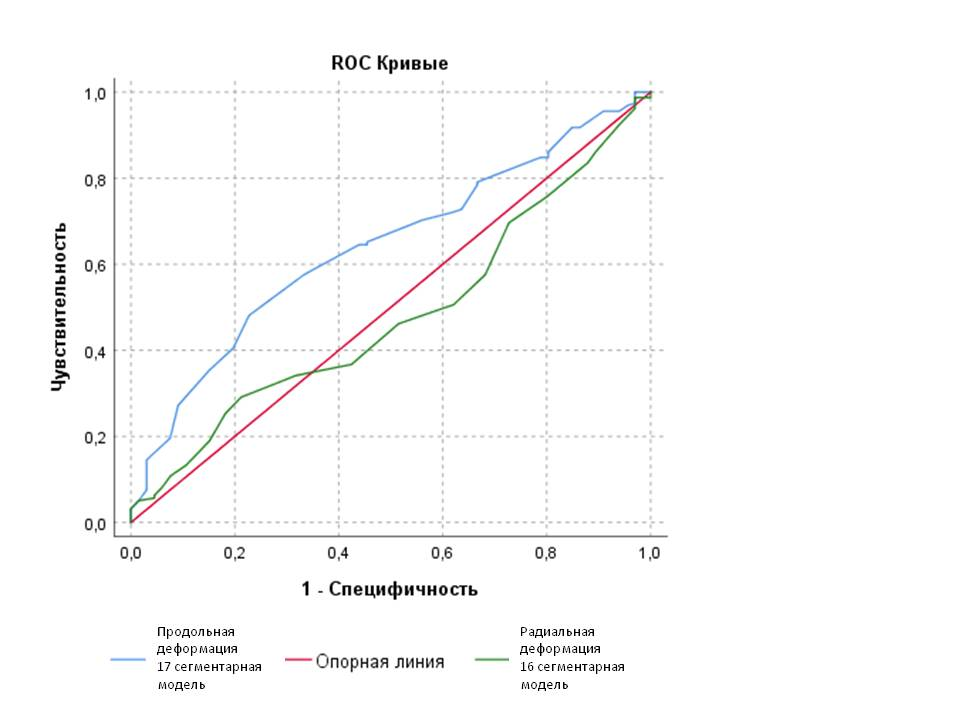 ROC Кривые
Чувствительность
1,0
0,8
0,6
0,4
0,2
0,0
0,0 0,2 0,4 0,6 0,8 1,0
1 - Специфичность
Продольная
деформация
17 сегментарная
модель
Опорная линия
Радиальная
деформация
16 сегментарная
модель